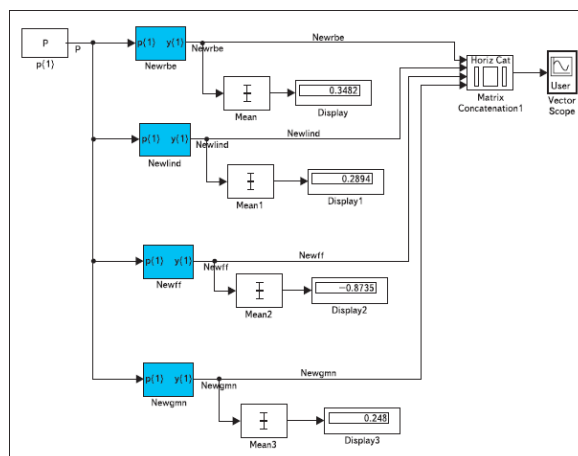 P
p(1)
P
p(1) y(1)
Newrbe
Newrbe
Newrbe
Mean
0.3482
Display
Horiz Cat
Matrix
Concatenation1
User
Vector
Scope
p(1) y(1)
Newlind
Newlind
Newlind
Mean1
0.2894
Display1
p(1) y(1)
Newff
Newff
Newff
Mean2
−0.8735
Display2
p(1) y(1)
Newgmn
Newgmn
Newgmn
Mean3
0.248
Display3